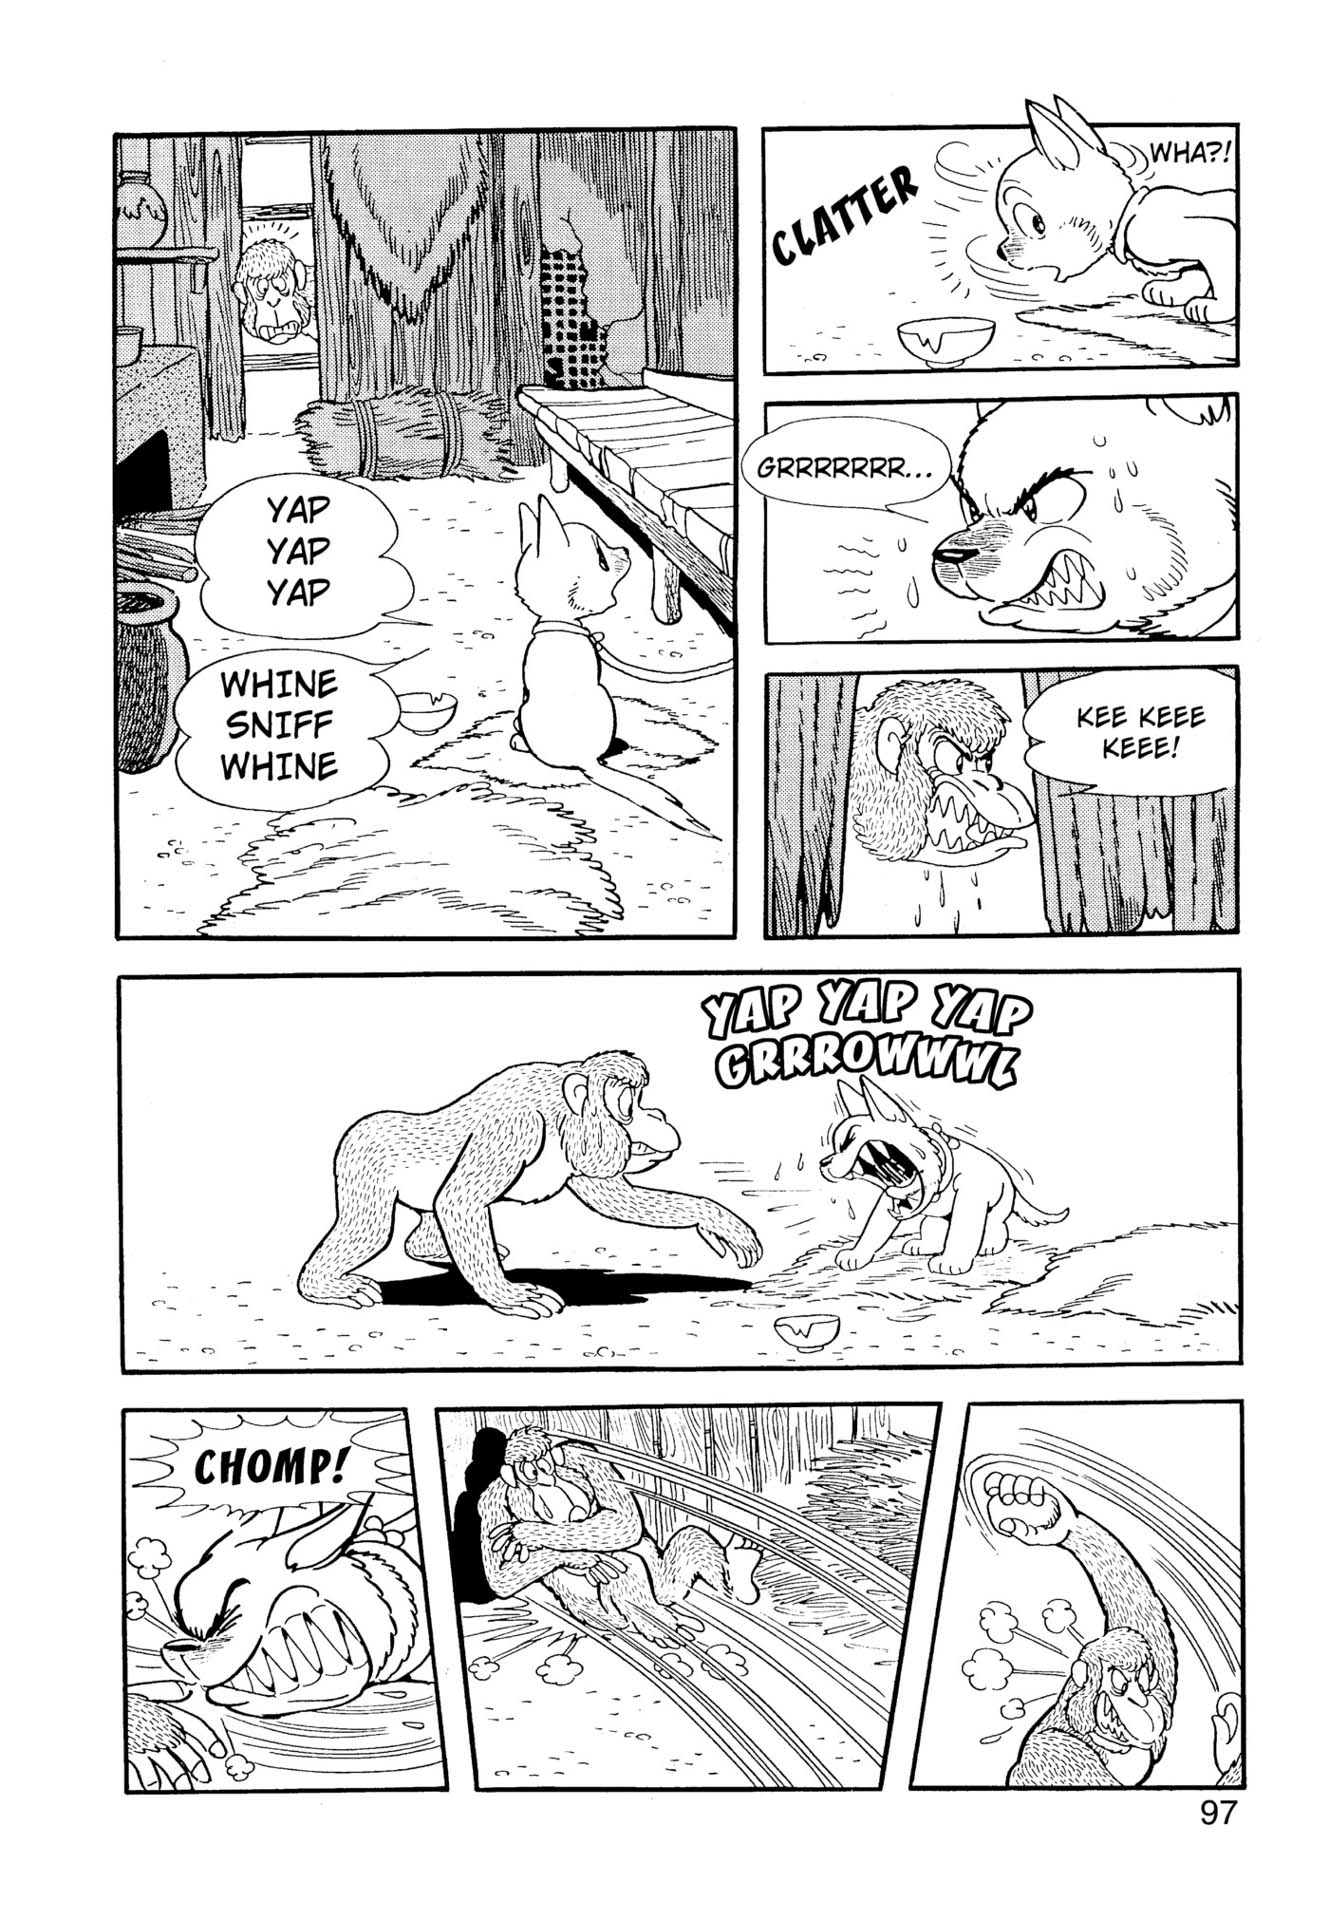 YAP
YAP
YAP
WHINE
SNIFF
WHINE
CLATTER
WHA?!
GRRRRRRR...
KEE KEEE
KEEE!
YAP YAP YAP
GRRROWWWL
CHOMP!
97